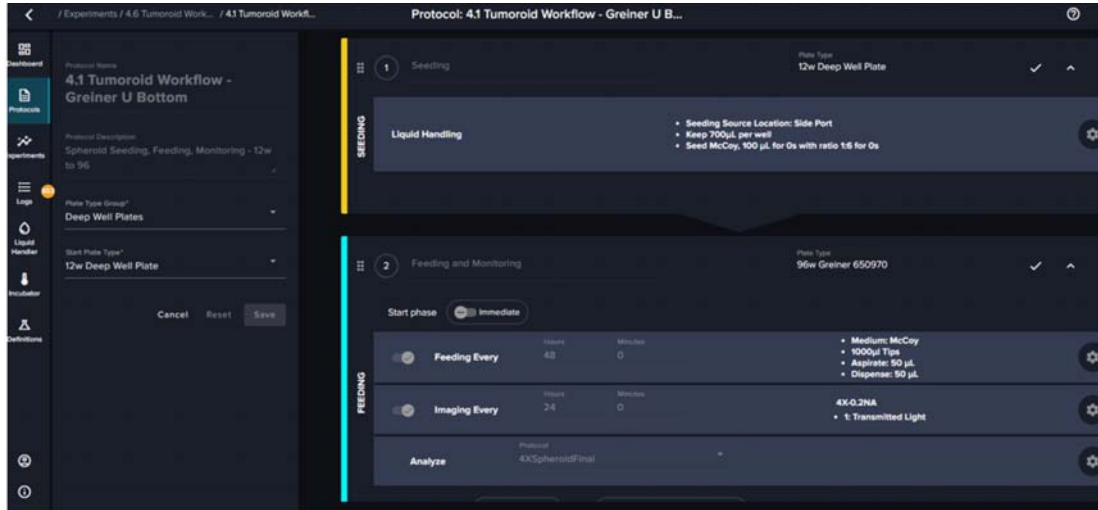 / Experiments / 4.6 Tumoroid Work... / 4.1 Tumoroid Workfl...
Protocol: 4.1 Tumoroid Workflow - Greiner U B...
Dashboard
Protocols
xperiments
Logs
Liquid
Handler
Incubator
Definitions
Protocol Name
4.1 Tumoroid Workflow -
Greiner U Bottom
Protocol Description
Spheroid Seeding, Feeding, Monitoring - 12w
to 96
Plate Type Group*
Deep Well Plates
Start Plate Type*
12w Deep Well Plate
Cancel Reset Save
SEEDING
1 Seeding
Plate Type
12w Deep Well Plate
Liquid Handling
• Seeding Source Location: Side Port
• Keep 700µL per well
• Seed McCoy, 100 µL for 0s with ratio 1:6 for 0s
FEEDING
2 Feeding and Monitoring
Plate Type
96w Greiner 650970
Start phase Immediate
Feeding Every
Hours Minutes
48 0
• Medium: McCoy
• 1000µl Tips
• Aspirate: 50 µL
• Dispense: 50 µL
Imaging Every
Hours Minutes
24 0
4X-0.2NA
• 1: Transmitted Light
Analyze
Protocol
4XSpheroidFinal